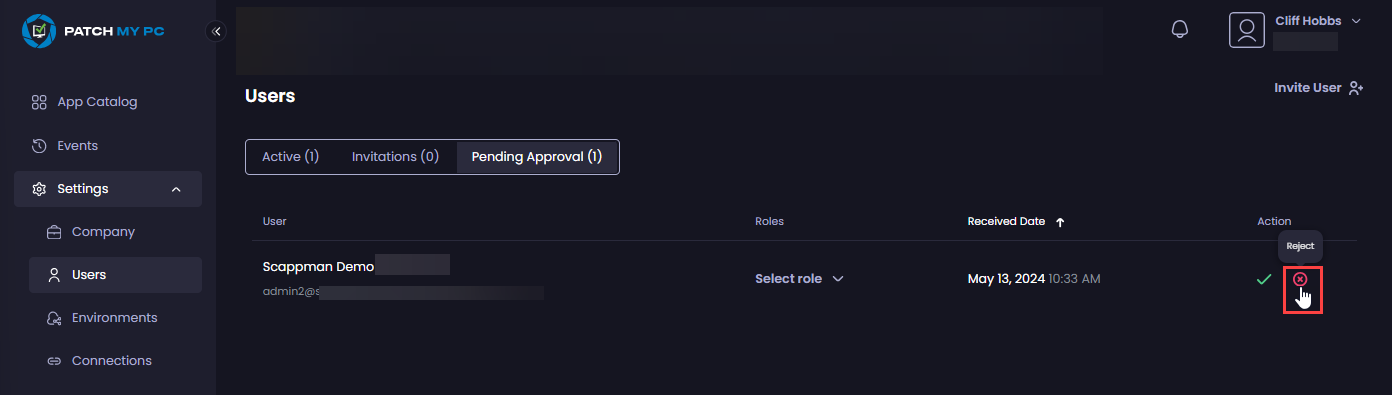 PATCH MY PC
Cliff Hobbs
App Catalog
Events
Settings
Company
Users
Environments
Connections
Users
Invite User
Active (1)
Invitations (0)
Pending Approval (1)
User
Roles
Received Date
Action
Reject
Scappman Demo
admin2@s
Select role
May 13, 2024 10:33 AM